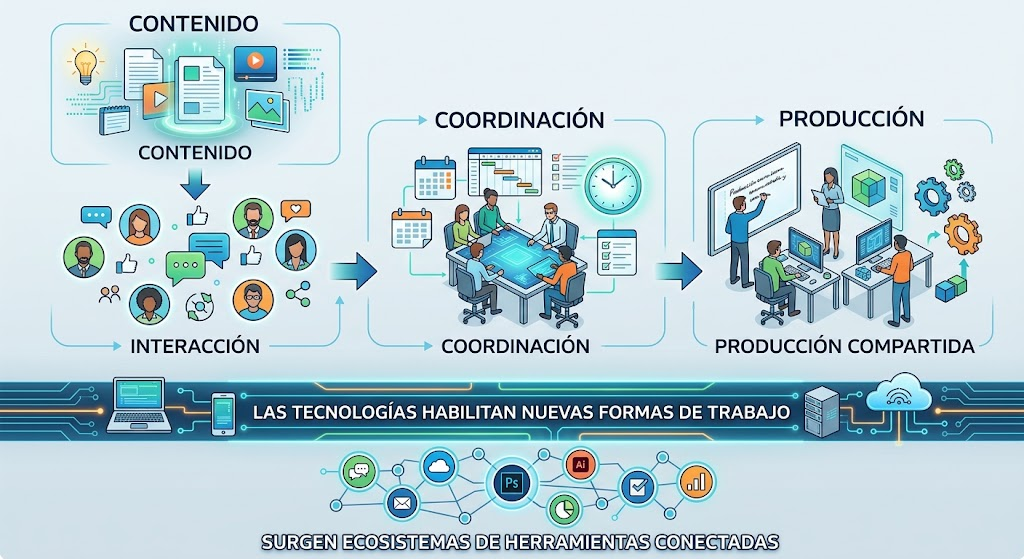 CONTENIDO
CONTENIDO
INTERACCIÓN
COORDINACIÓN
COORDINACIÓN
PRODUCCIÓN
PRODUCCIÓN COMPARTIDA
LAS TECNOLOGÍAS HABILITAN NUEVAS FORMAS DE TRABAJO
Ps
Ai
SURGEN ECOSISTEMAS DE HERRAMIENTAS CONECTADAS